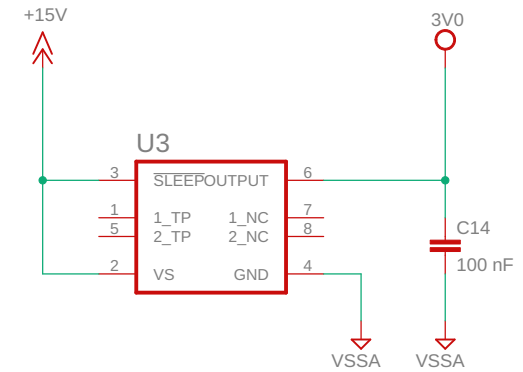 +15V
3V0
U3
3 SLEEP OUTPUT 6
1 1_TP 1_NC 7
5 2_TP 2_NC 8
2 VS GND 4
C14
100 nF
VSSA VSSA